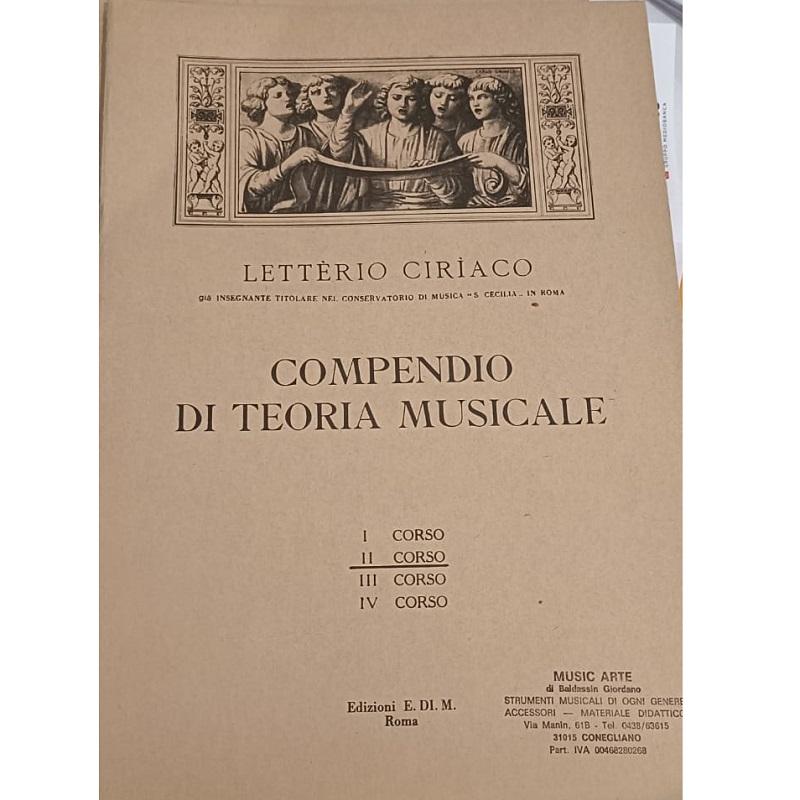 LETTÈRIO CIRÌACO
già INSEGNANTE TITOLARE NEL CONSERVATORIO DI MUSICA "S CECILIA" IN ROMA
COMPENDIO
DI TEORIA MUSICALE
I CORSO
II CORSO
III CORSO
IV CORSO
Edizioni E. DI. M.
Roma
MUSIC ARTE
di Baldassin Giordano
STRUMENTI MUSICALI DI OGNI GENERE
ACCESSORI — MATERIALE DIDATTICO
Via Manin, 61B - Tel. 0438/63615
31015 CONEGLIANO
Part. IVA 00468280268
GRUPPO MEDIOBANCA